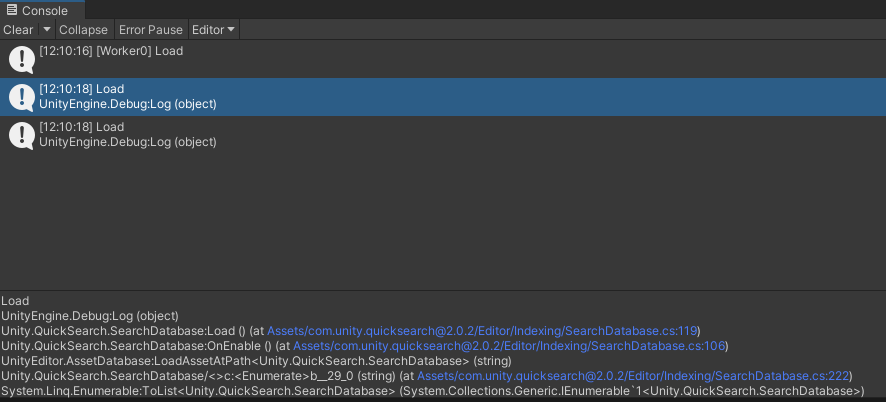 Console
Clear Collapse Error Pause Editor
[12:10:16] [Worker0] Load
[12:10:18] Load
UnityEngine.Debug:Log (object)
[12:10:18] Load
UnityEngine.Debug:Log (object)
Load
UnityEngine.Debug:Log (object)
Unity.QuickSearch.SearchDatabase:Load () (at Assets/com.unity.quicksearch@2.0.2/Editor/Indexing/SearchDatabase.cs:119)
Unity.QuickSearch.SearchDatabase:OnEnable () (at Assets/com.unity.quicksearch@2.0.2/Editor/Indexing/SearchDatabase.cs:106)
UnityEditor.AssetDatabase:LoadAssetAtPath<Unity.QuickSearch.SearchDatabase> (string)
Unity.QuickSearch.SearchDatabase/<>c:<Enumerate>b__29_0 (string) (at Assets/com.unity.quicksearch@2.0.2/Editor/Indexing/SearchDatabase.cs:222)
System.Linq.Enumerable:ToList<Unity.QuickSearch.SearchDatabase> (System.Collections.Generic.IEnumerable`1<Unity.QuickSearch.SearchDatabase>)